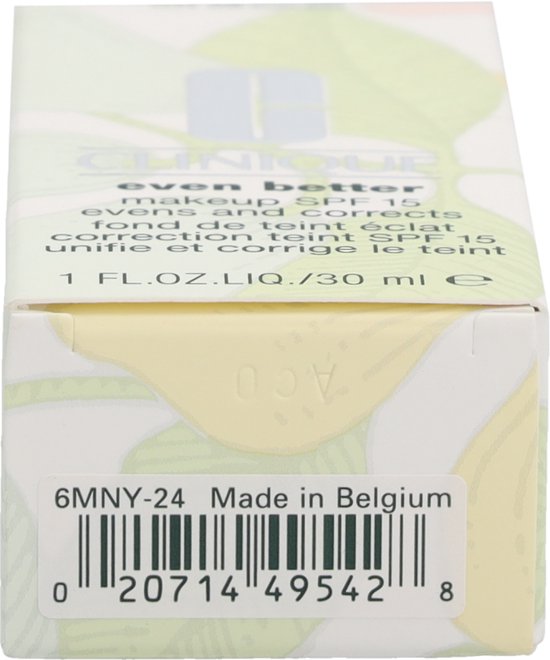 CLINIQUE
even better
makeup SPF 15
evens and corrects
fond de teint éclat
correction teint SPF 15
unifie et corrige le teint
1 FL.OZ.LIQ./30 ml e
6MNY-24 Made in Belgium
0 20714 49542 8